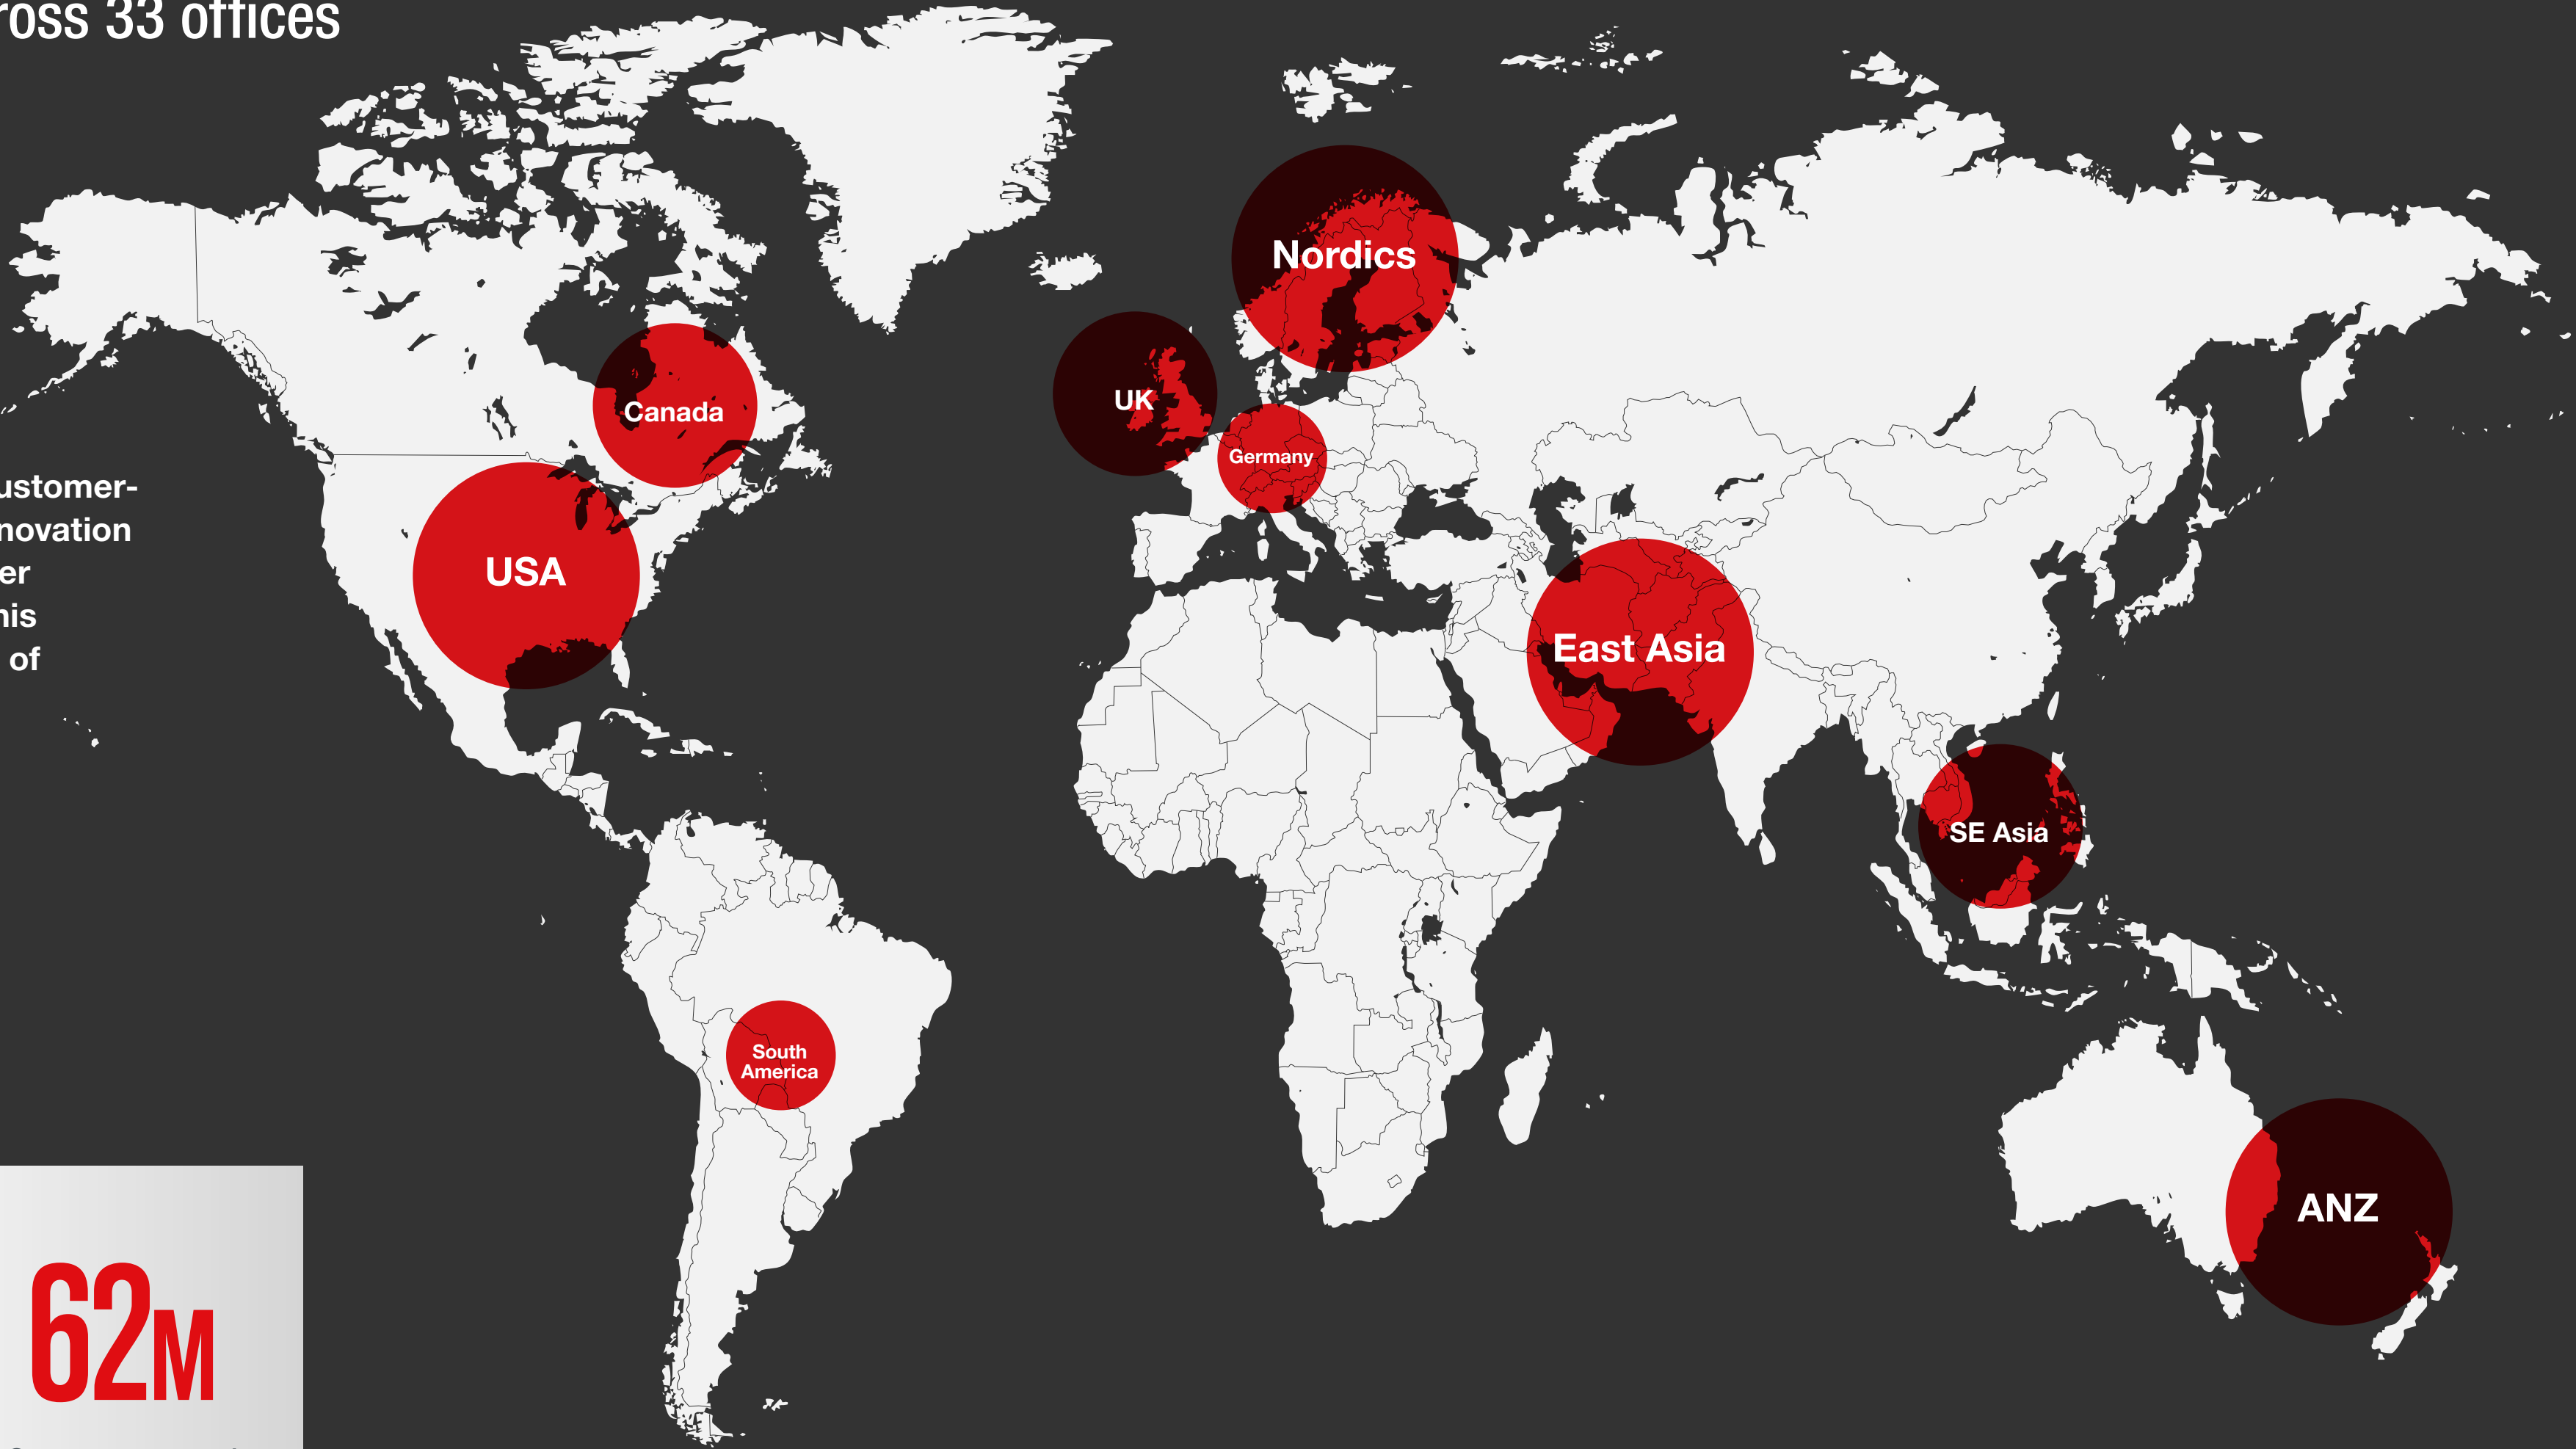 ross 33 offices
ustomer-
novation
er
his
of
Nordics
UK
Canada
Germany
USA
East Asia
SE Asia
South
America
ANZ
62M